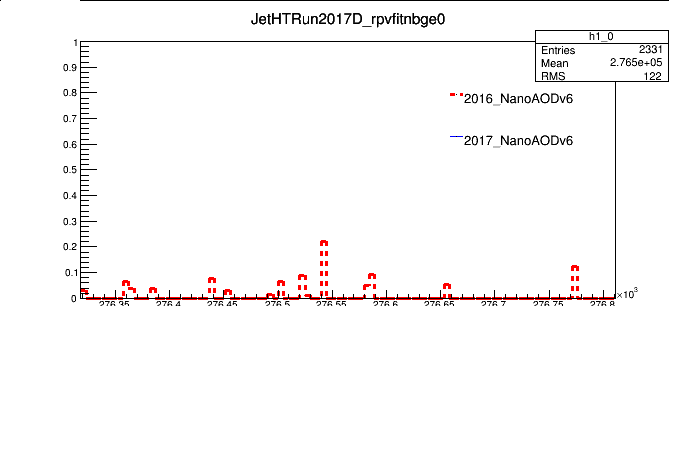 JetHTRun2017D_rpvfitnbge0
h1_0
Entries 2331
Mean 2.765e+05
RMS 122
2016_NanoAODv6
2017_NanoAODv6
1
0.9
0.8
0.7
0.6
0.5
0.4
0.3
0.2
0.1
0
276.35 276.4 276.45 276.5 276.55 276.6 276.65 276.7 276.75 276.8
×10³